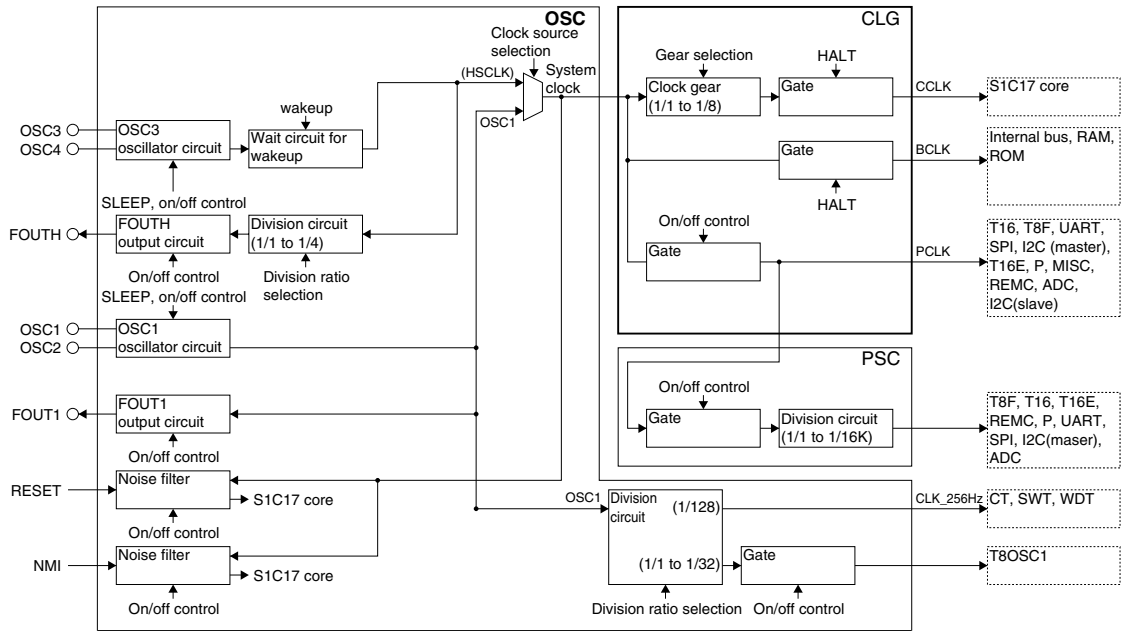 OSC
CLG
Clock source
selection
(HSCLK)
System
clock
OSC1
wakeup
OSC3
OSC4
OSC3
oscillator circuit
Wait circuit for
wakeup
SLEEP, on/off control
FOUTH
FOUTH
output circuit
Division circuit
(1/1 to 1/4)
On/off control
Division ratio
selection
SLEEP, on/off control
OSC1
OSC2
OSC1
oscillator circuit
FOUT1
FOUT1
output circuit
On/off control
RESET
Noise filter
S1C17 core
On/off control
NMI
Noise filter
S1C17 core
On/off control
Gear selection
HALT
Clock gear
(1/1 to 1/8)
Gate
CCLK
S1C17 core
Gate
BCLK
HALT
Internal bus, RAM,
ROM
On/off control
Gate
PCLK
T16, T8F, UART,
SPI, I2C (master),
T16E, P, MISC,
REMC, ADC,
I2C(slave)
PSC
On/off control
Gate
Division circuit
(1/1 to 1/16K)
T8F, T16, T16E,
REMC, P, UART,
SPI, I2C(maser),
ADC
OSC1
Division
circuit
(1/128)
(1/1 to 1/32)
CLK_256Hz
CT, SWT, WDT
Gate
T8OSC1
Division ratio selection
On/off control